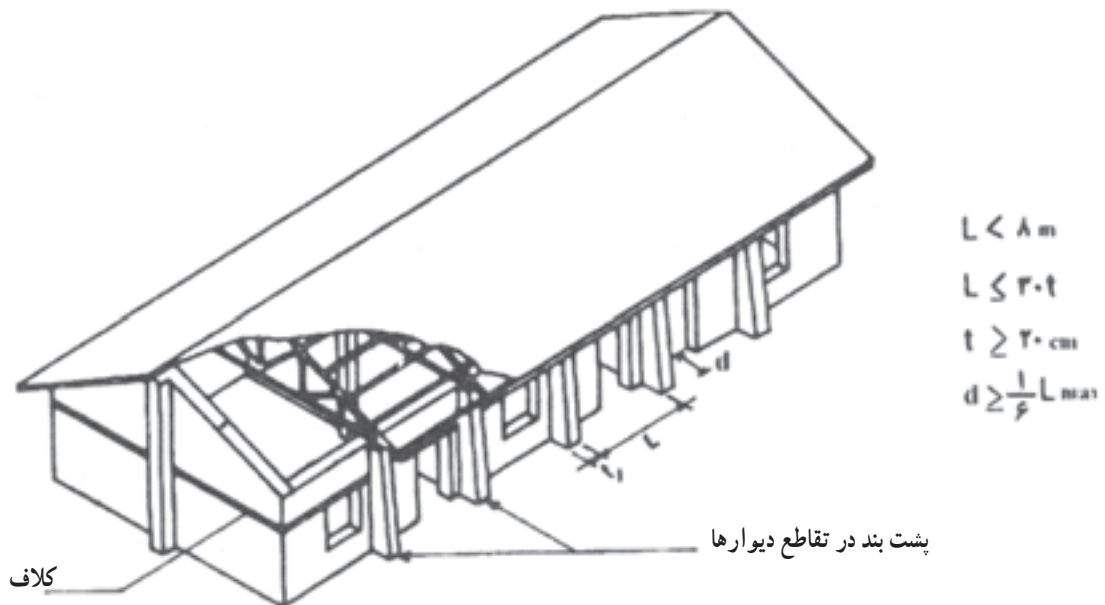 L < ۸ m
L ≤ ۳۰t
t ≥ ۲۰ cm
d ≥ ۱/۶ L max
d
L
t
پشت بند در تقاطع دیوارها
کلاف